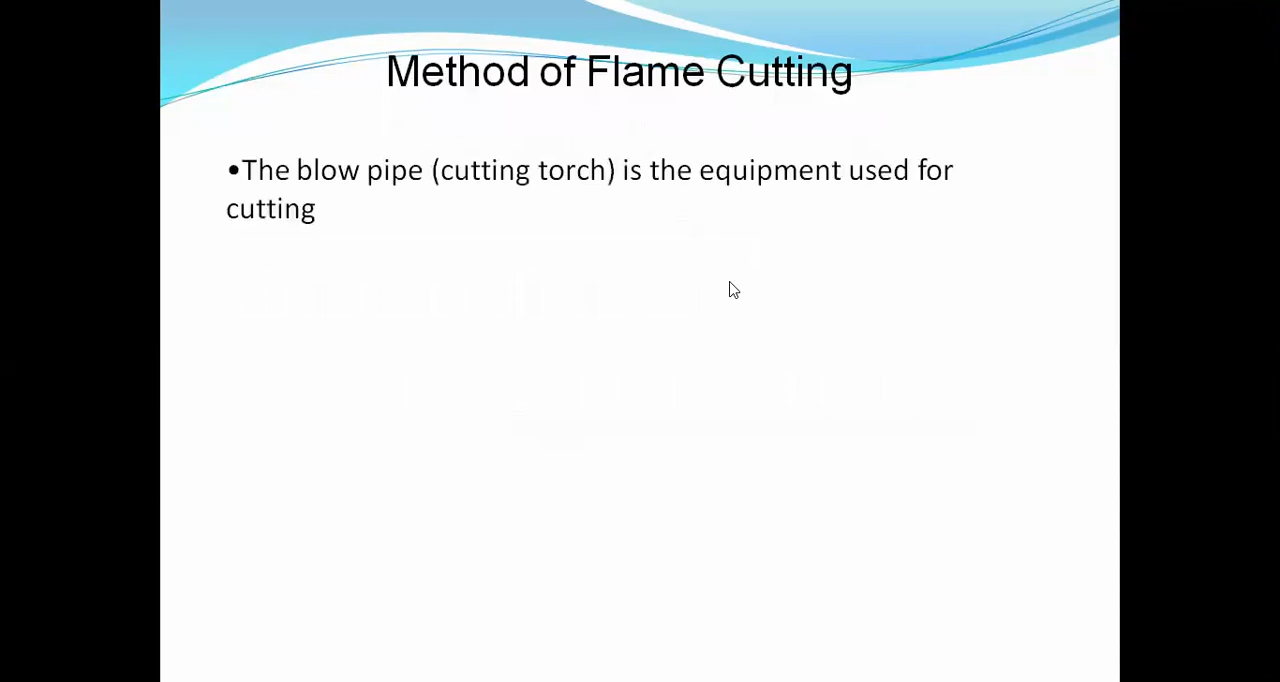 Method of Flame Cutting
•The blow pipe (cutting torch) is the equipment used for
cutting